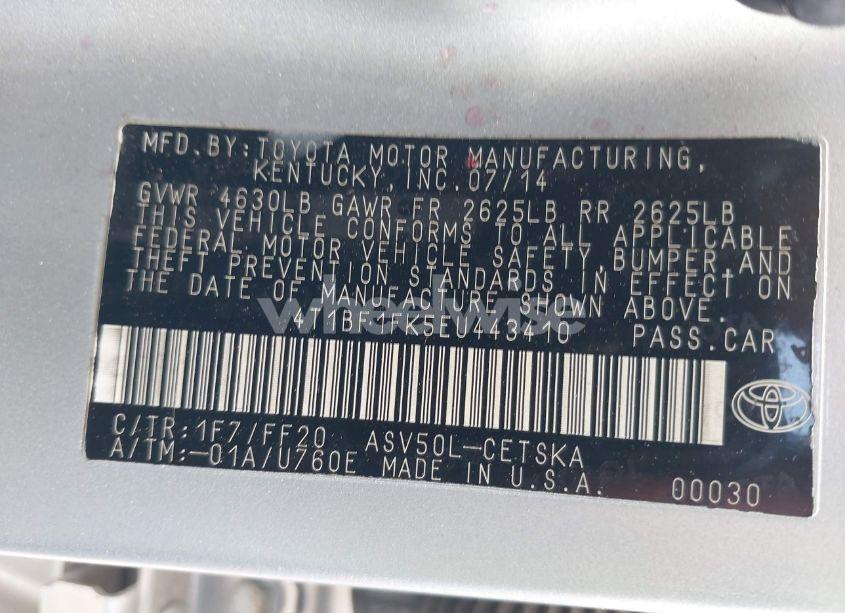 MFD.BY:TOYOTA MOTOR MANUFACTURING,
KENTUCKY,INC.07/14
GVWR 4630LB GAWR FR 2625LB RR 2625LB
THIS VEHICLE CONFORMS TO ALL APPLICABLE
FEDERAL MOTOR VEHICLE SAFETY,BUMPER AND
THEFT PREVENTION STANDARDS IN EFFECT ON
THE DATE OF MANUFACTURE SHOWN ABOVE.
wheelwise
4T1BF1FK5EU443410 PASS.CAR
C/TR:1F7/FF20 ASV50L-CETSKA
A/TM:-01A/U760E MADE IN U.S.A. 00030